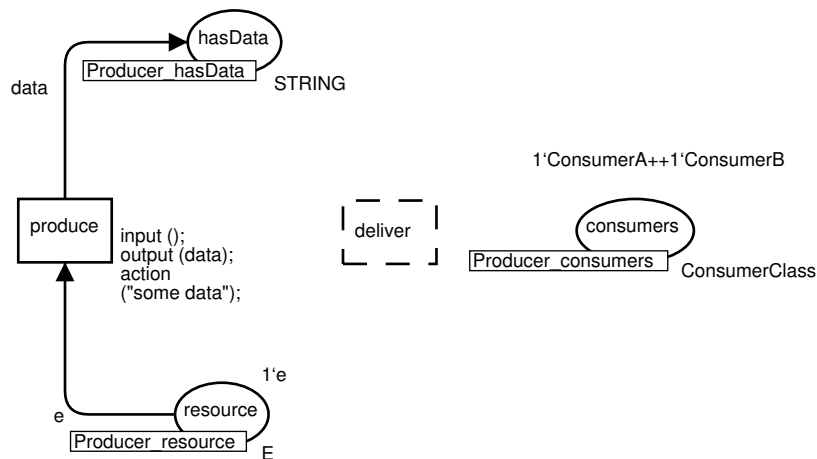 hasData
Producer_hasData
STRING
data
1‘ConsumerA++1‘ConsumerB
produce
input ();
output (data);
action
("some data");
deliver
consumers
Producer_consumers
ConsumerClass
1‘e
e
resource
Producer_resource
E